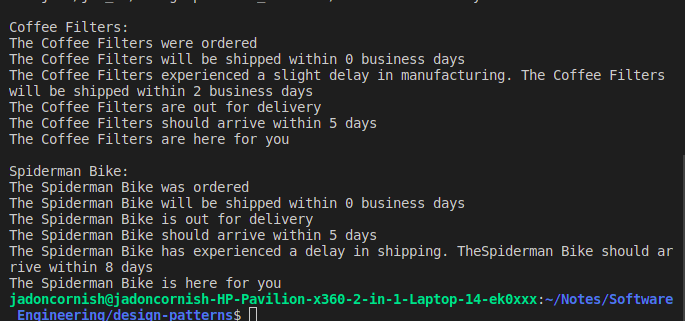 Coffee Filters:
The Coffee Filters were ordered
The Coffee Filters will be shipped within 0 business days
The Coffee Filters experienced a slight delay in manufacturing. The Coffee Filters
will be shipped within 2 business days
The Coffee Filters are out for delivery
The Coffee Filters should arrive within 5 days
The Coffee Filters are here for you
Spiderman Bike:
The Spiderman Bike was ordered
The Spiderman Bike will be shipped within 0 business days
The Spiderman Bike is out for delivery
The Spiderman Bike should arrive within 5 days
The Spiderman Bike has experienced a delay in shipping. TheSpiderman Bike should ar
rive within 8 days
The Spiderman Bike is here for you
jadoncornish@jadoncornish-HP-Pavilion-x360-2-in-1-Laptop-14-ek0xxx:~/Notes/Software
Engineering/design-patterns$